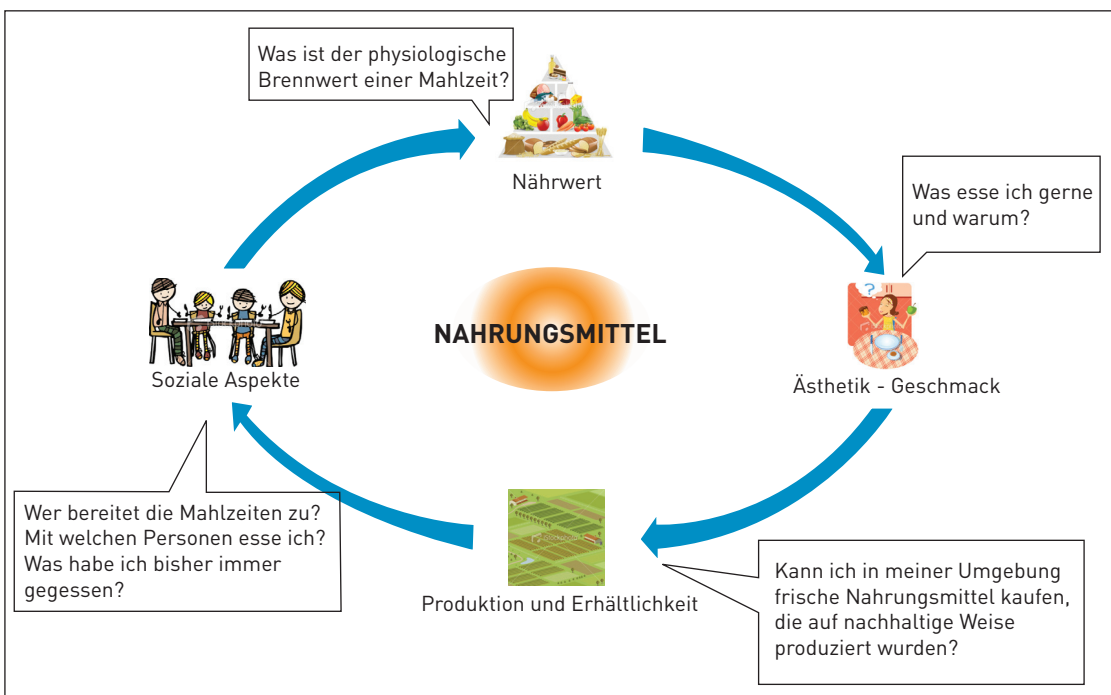 Was ist der physiologische
Brennwert einer Mahlzeit?
Nährwert
Was esse ich gerne
und warum?
?
NAHRUNGSMITTEL
Soziale Aspekte
Ästhetik - Geschmack
Wer bereitet die Mahlzeiten zu?
Mit welchen Personen esse ich?
Was habe ich bisher immer
gegessen?
Produktion und Erhältlichkeit
Kann ich in meiner Umgebung
frische Nahrungsmittel kaufen,
die auf nachhaltige Weise
produziert wurden?